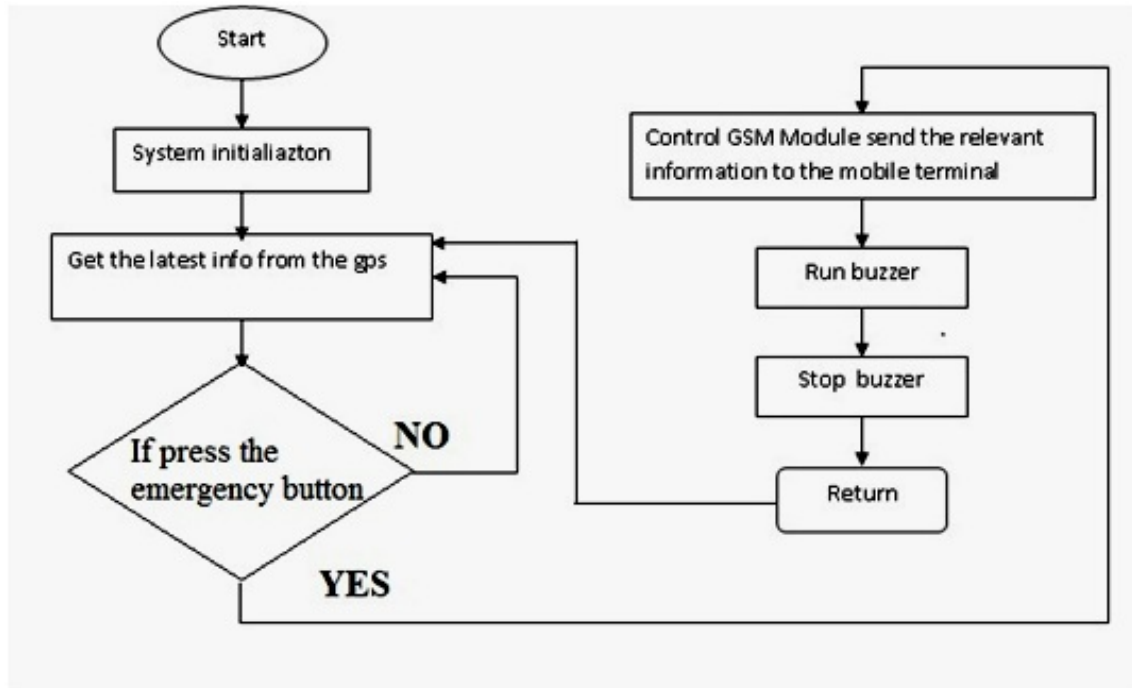 Start
System initialiazton
Get the latest info from the gps
If press the
emergency button
NO
YES
Control GSM Module send the relevant
information to the mobile terminal
Run buzzer
Stop buzzer
Return